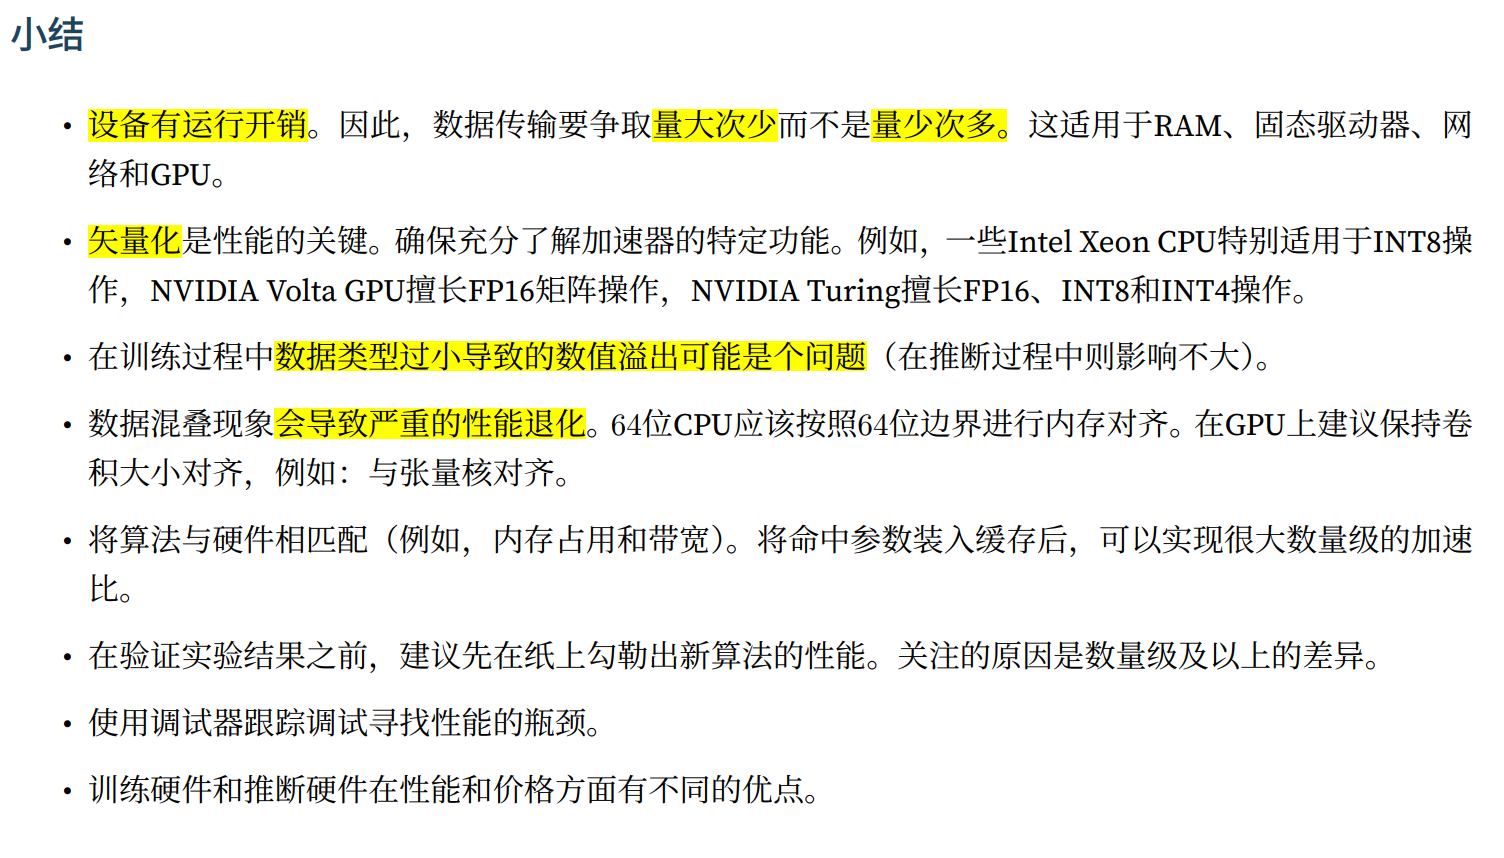 小结
• 设备有运行开销。因此，数据传输要争取量大次少而不是量少次多。这适用于RAM、固态驱动器、网
络和GPU。
• 矢量化是性能的关键。确保充分了解加速器的特定功能。例如，一些Intel Xeon CPU特别适用于INT8操
作，NVIDIA Volta GPU擅长FP16矩阵操作，NVIDIA Turing擅长FP16、INT8和INT4操作。
• 在训练过程中数据类型过小导致的数值溢出可能是个问题（在推断过程中则影响不大）。
• 数据混叠现象会导致严重的性能退化。64位CPU应该按照64位边界进行内存对齐。在GPU上建议保持卷
积大小对齐，例如：与张量核对齐。
• 将算法与硬件相匹配（例如，内存占用和带宽）。将命中参数装入缓存后，可以实现很大数量级的加速
比。
• 在验证实验结果之前，建议先在纸上勾勒出新算法的性能。关注的原因是数量级及以上的差异。
• 使用调试器跟踪调试寻找性能的瓶颈。
• 训练硬件和推断硬件在性能和价格方面有不同的优点。